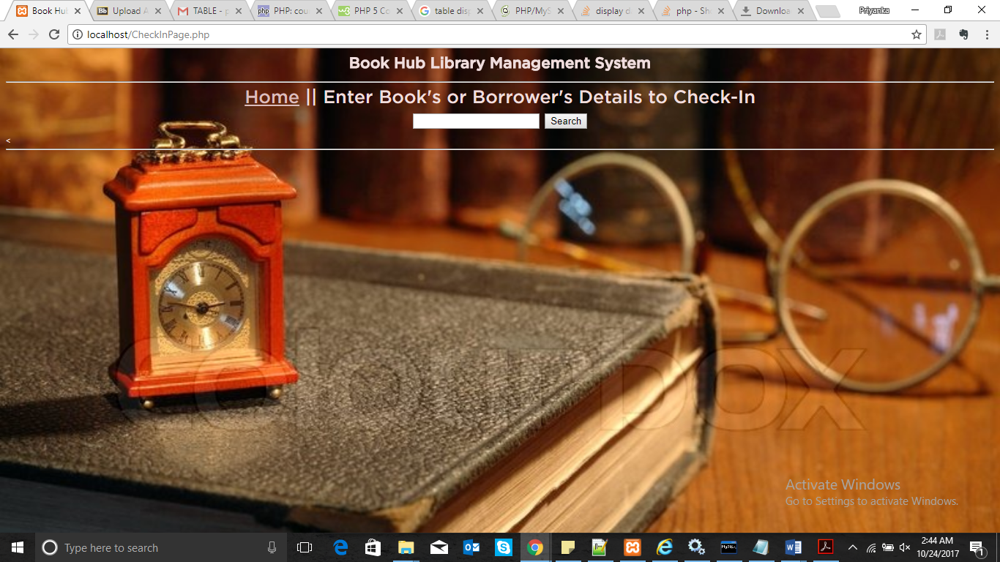 Book Hub
Upload A
TABLE - p
PHP: cou
PHP 5 Co
table disp
PHP/MyS
display d
php - Sh
Downloa
Priyanka
localhost/CheckInPage.php
Book Hub Library Management System
Home || Enter Book's or Borrower's Details to Check-In
Search
<
colourbox
Activate Windows
Go to Settings to activate Windows.
Type here to search
2:44 AM
10/24/2017